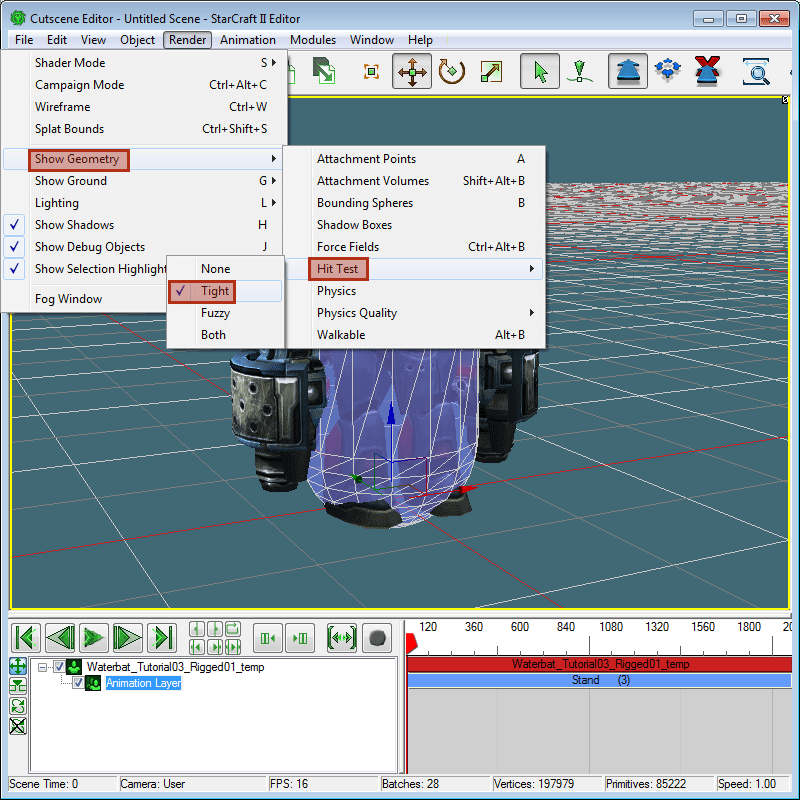 Cutscene Editor - Untitled Scene - StarCraft II Editor
File Edit View Object Render Animation Modules Window Help
Shader Mode S
Campaign Mode Ctrl+Alt+C
Wireframe Ctrl+W
Splat Bounds Ctrl+Shift+S
Show Geometry
Show Ground G
Lighting L
Show Shadows H
Show Debug Objects J
Show Selection Highlight
Fog Window
Attachment Points A
Attachment Volumes Shift+Alt+B
Bounding Spheres B
Shadow Boxes
Force Fields Ctrl+Alt+B
Hit Test
Physics
Physics Quality
Walkable Alt+B
None
Tight
Fuzzy
Both
120 360 600 840 1080 1320 1560 1800
Waterbat_Tutorial03_Rigged01_temp
Animation Layer
Waterbat_Tutorial03_Rigged01_temp
Stand (3)
Scene Time: 0 Camera: User FPS: 16 Batches: 28 Vertices: 197979 Primitives: 85222 Speed: 1.00